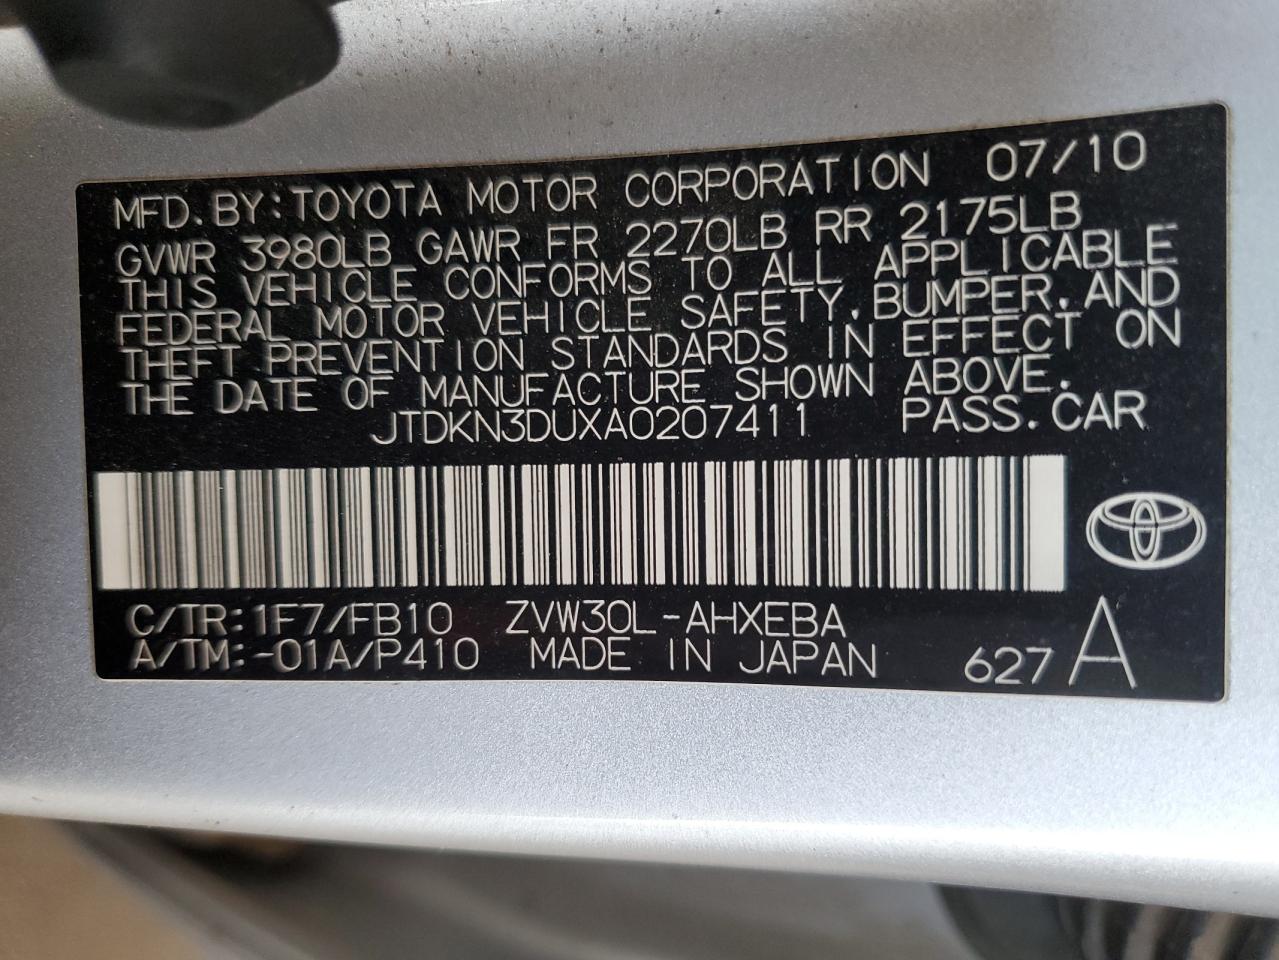 MFD. BY: TOYOTA MOTOR CORPORATION 07/10
GVWR 3980LB GAWR FR 2270LB RR 2175LB
THIS VEHICLE CONFORMS TO ALL APPLICABLE
FEDERAL MOTOR VEHICLE SAFETY, BUMPER, AND
THEFT PREVENTION STANDARDS IN EFFECT ON
THE DATE OF MANUFACTURE SHOWN ABOVE.
JTDKN3DUXA0207411 PASS. CAR
C/TR: 1F7/FB10 ZVW30L-AHXEBA
A/TM: -01A/P410 MADE IN JAPAN 627 A